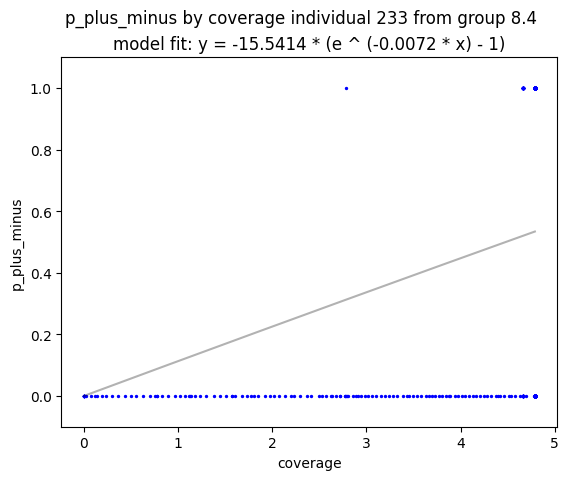 p_plus_minus by coverage individual 233 from group 8.4
model fit: y = -15.5414 * (e ^ (-0.0072 * x) - 1)
1.0
0.8
0.6
0.4
0.2
0.0
p_plus_minus
0 1 2 3 4 5
coverage